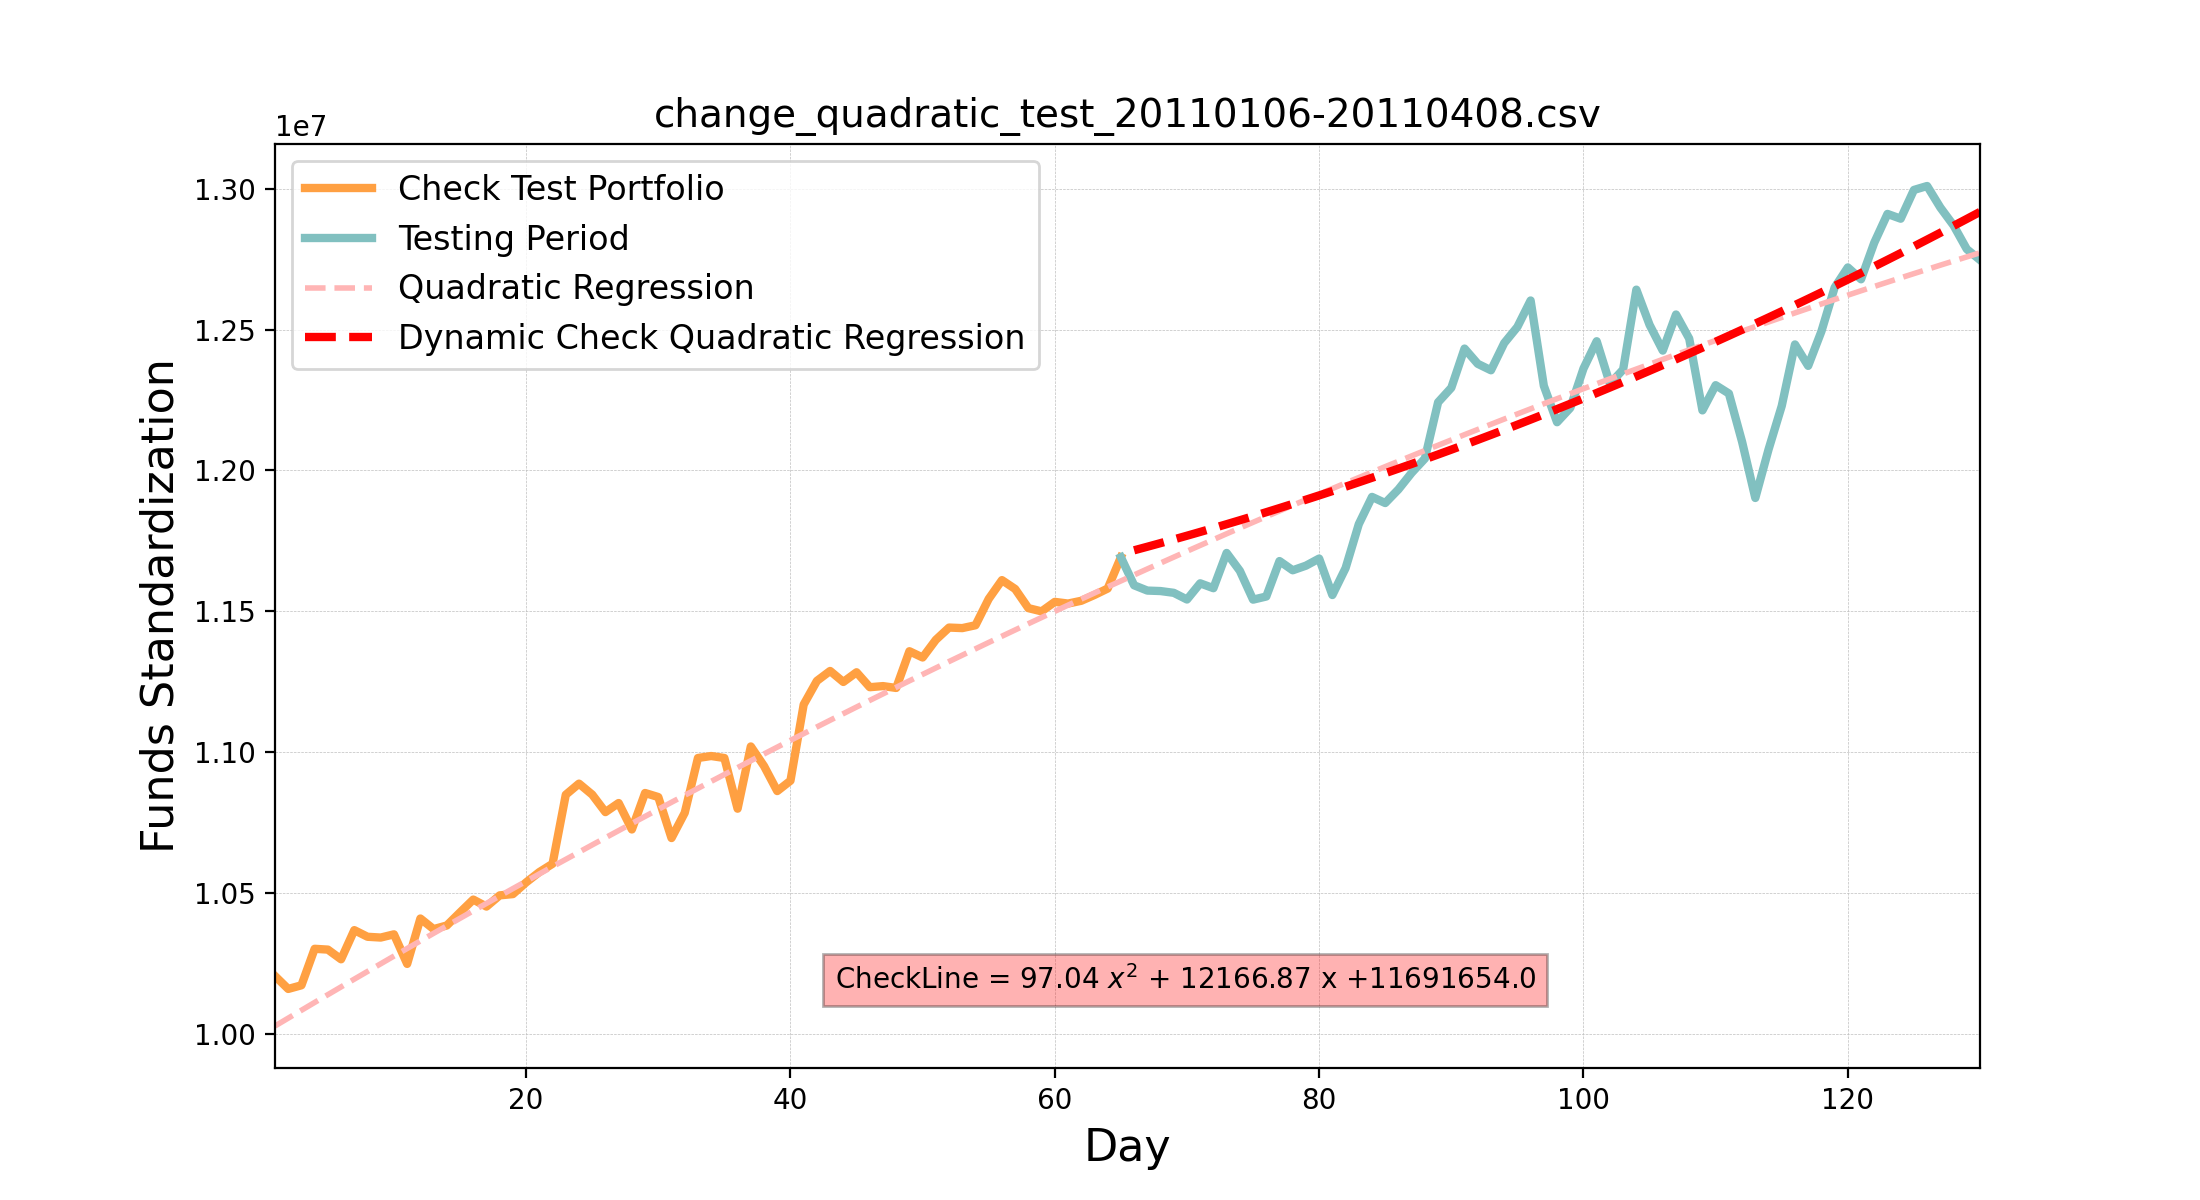 change_quadratic_test_20110106-20110408.csv
1e7
Check Test Portfolio
Testing Period
Quadratic Regression
Dynamic Check Quadratic Regression
1.30
1.25
1.20
1.15
1.10
1.05
1.00
Funds Standardization
CheckLine = 97.04 x² + 12166.87 x +11691654.0
20 40 60 80 100 120
Day